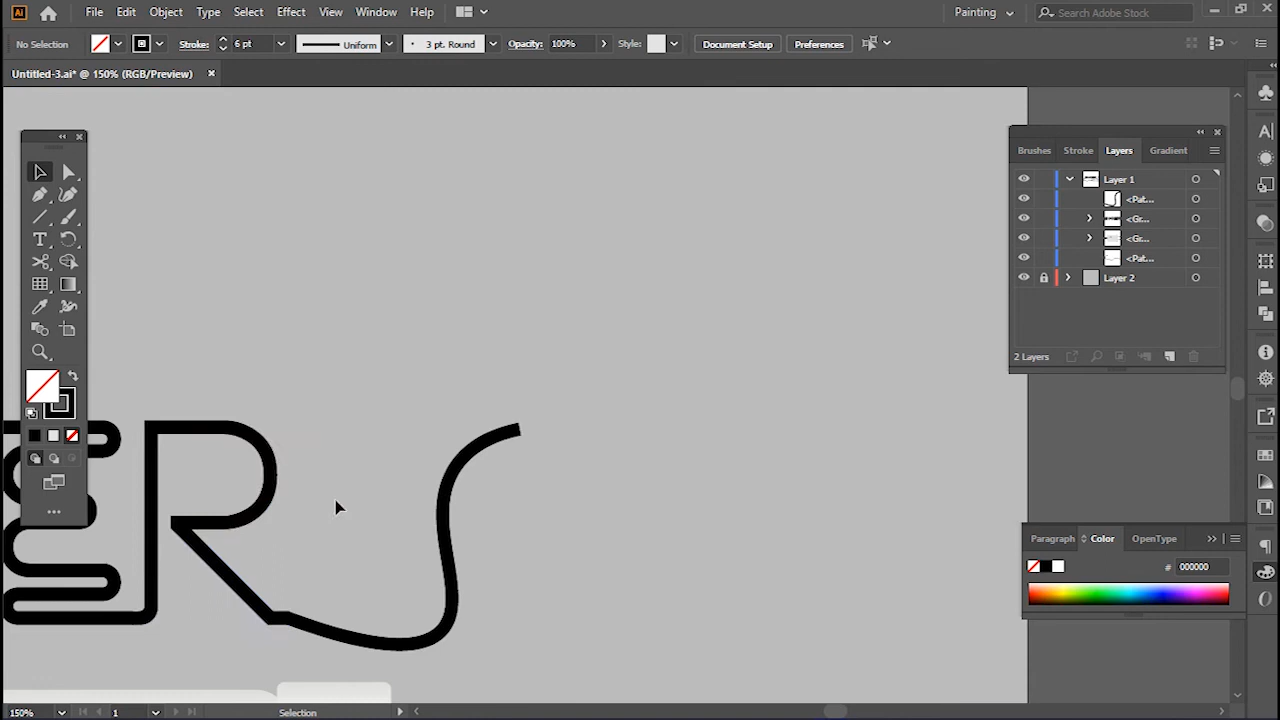 Ai File Edit Object Type Select Effect View Window Help Painting Search Adobe Stock
No Selection Stroke: 6 pt Uniform 3 pt. Round Opacity: 100% Style: Document Setup Preferences
Untitled-3.ai* @ 150% (RGB/Preview)
Brushes Stroke Layers Gradient
Layer 1
<Pat...
<Gr...
<Gr...
<Pat...
Layer 2
2 Layers
ERS
Paragraph Color OpenType
# 000000
150% 1 Selection